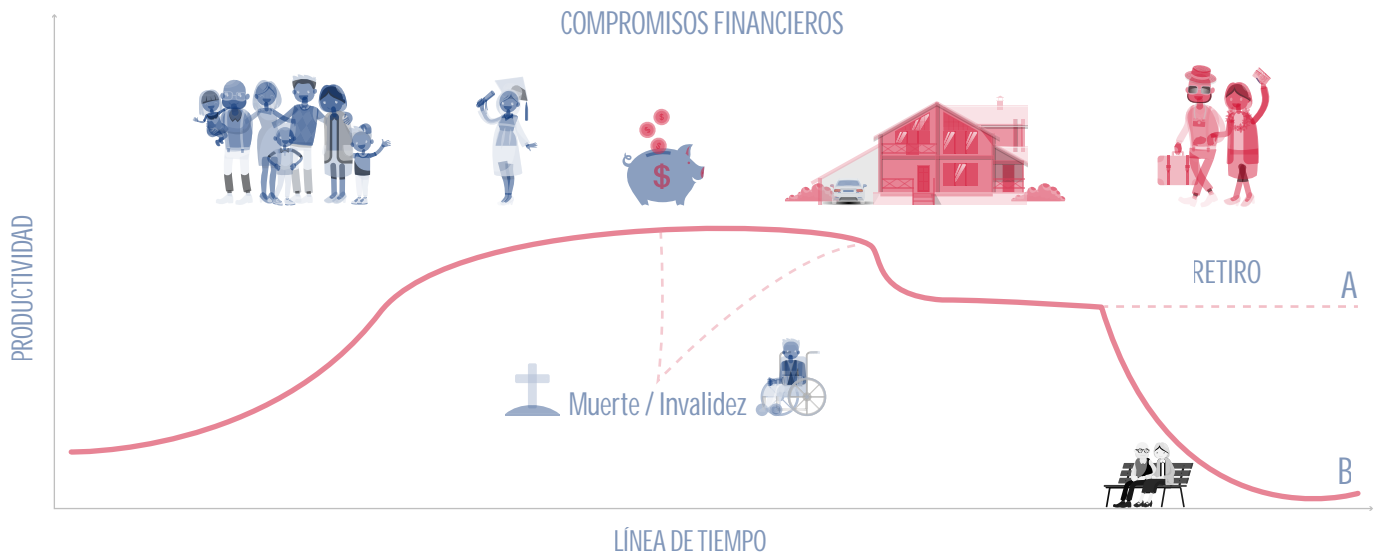 COMPROMISOS FINANCIEROS
$
PRODUCTIVIDAD
RETIRO
A
Muerte / Invalidez
B
LÍNEA DE TIEMPO